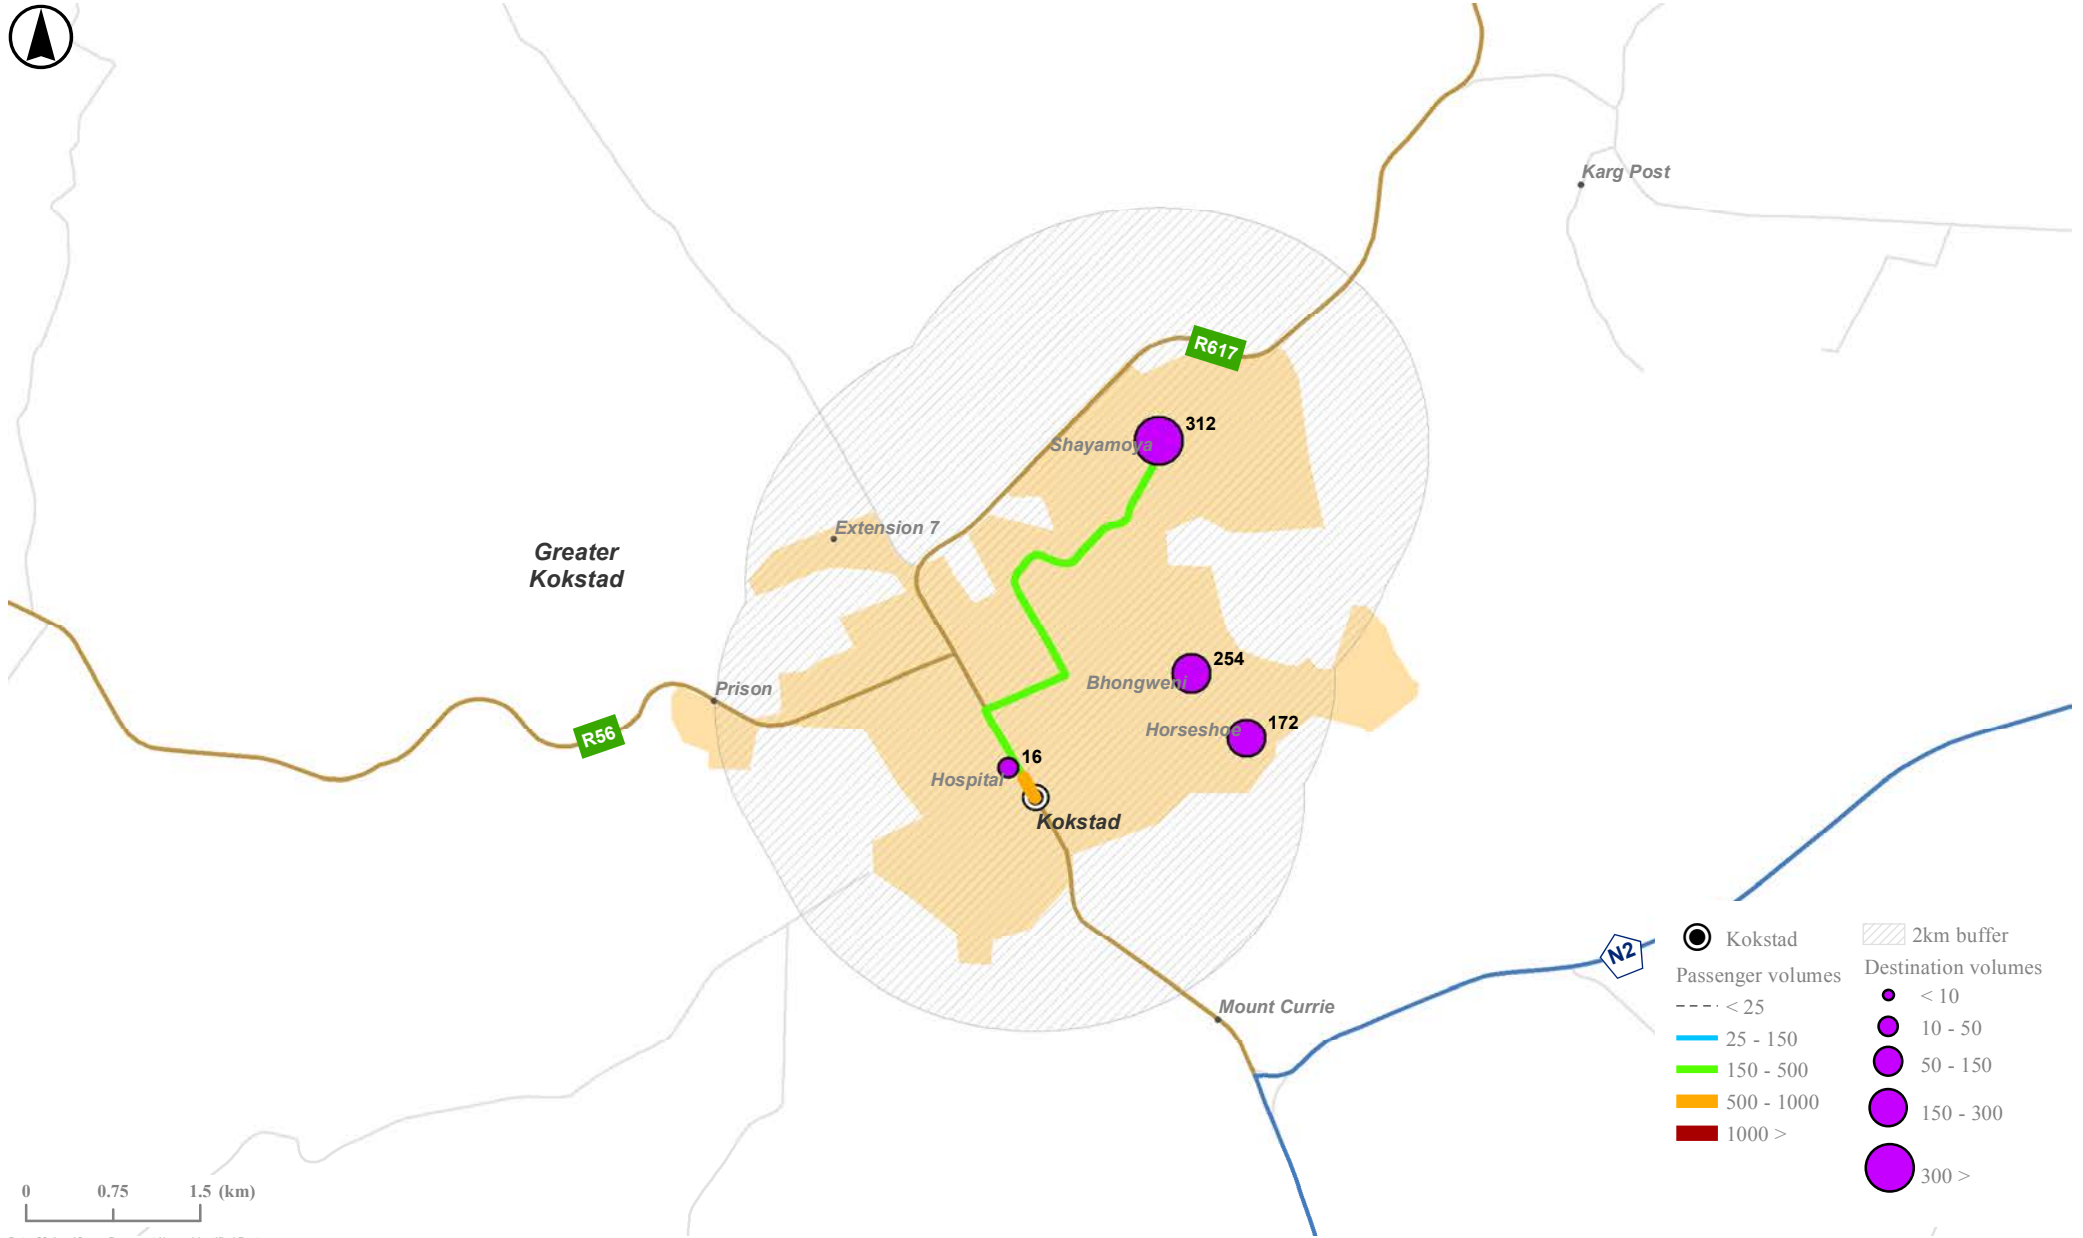 Karg Post
R617
312
Shayamoya
Extension 7
Greater
Kokstad
254
Bhongweni
Prison
172
Horseshoe
R56
16
Hospital
Kokstad
N2
Mount Currie
Kokstad
Passenger volumes
< 25
25 - 150
150 - 500
500 - 1000
1000 >
2km buffer
Destination volumes
< 10
10 - 50
50 - 150
150 - 300
300 >
0 0.75 1.5 (km)